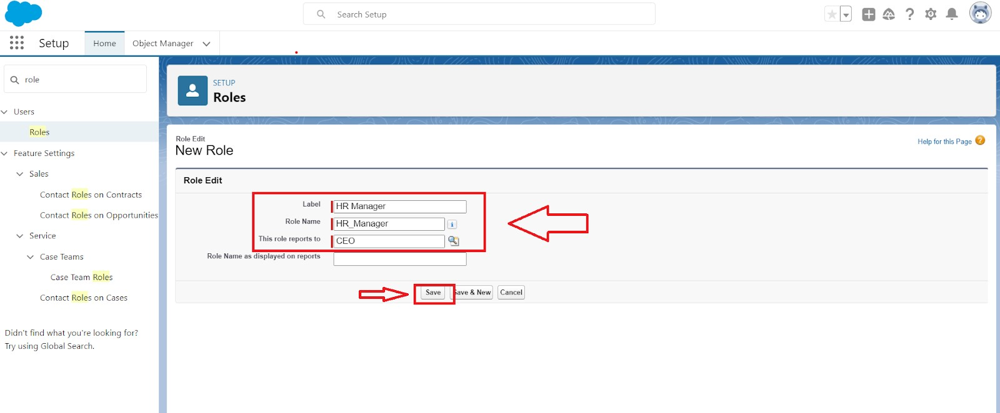 Search Setup
Setup
Home
Object Manager
role
Users
Roles
Feature Settings
Sales
Contact Roles on Contracts
Contact Roles on Opportunities
Service
Case Teams
Case Team Roles
Contact Roles on Cases
Didn't find what you're looking for?
Try using Global Search.
SETUP
Roles
Role Edit
New Role
Help for this Page ?
Role Edit
Label HR Manager
Role Name HR_Manager i
This role reports to CEO
Role Name as displayed on reports
Save Save & New Cancel